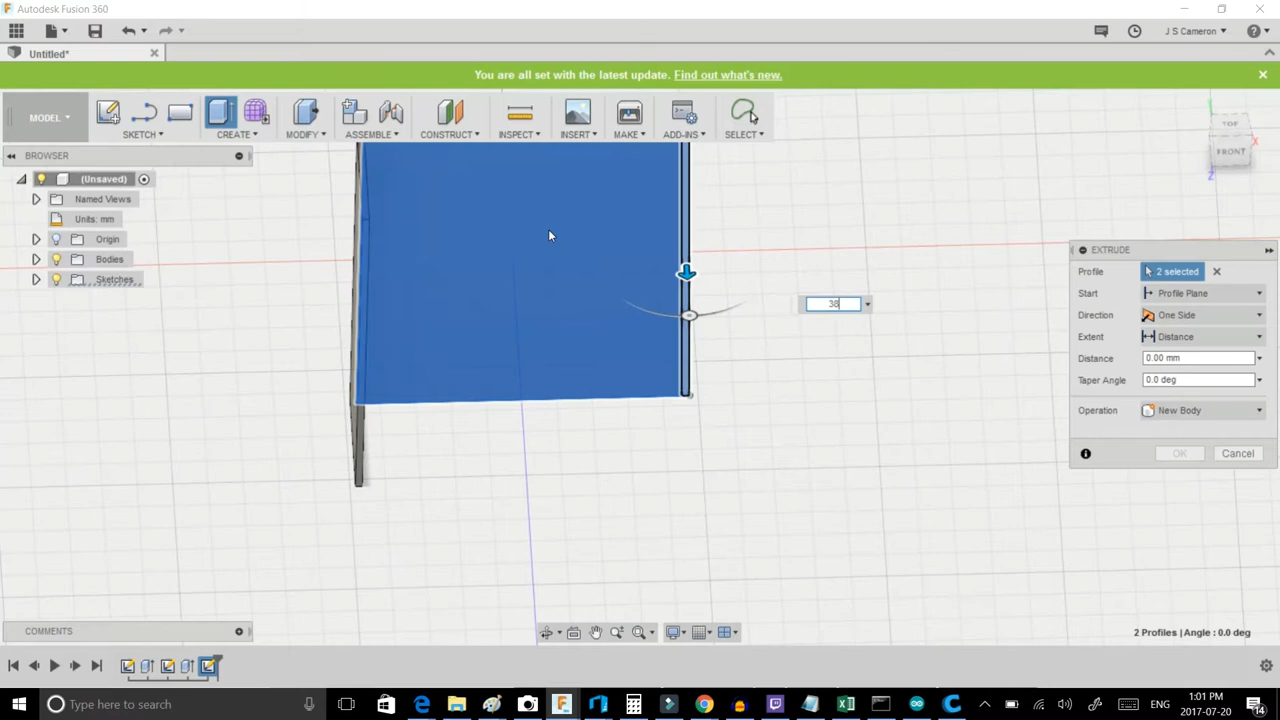 Autodesk Fusion 360
J S Cameron
Untitled*
You are all set with the latest update. Find out what's new.
MODEL
SKETCH
CREATE
MODIFY
ASSEMBLE
CONSTRUCT
INSPECT
INSERT
MAKE
ADD-INS
SELECT
TOP
FRONT
X
Z
BROWSER
(Unsaved)
Named Views
Units: mm
Origin
Bodies
Sketches
38
EXTRUDE
Profile 2 selected
Start Profile Plane
Direction One Side
Extent Distance
Distance 0.00 mm
Taper Angle 0.0 deg
Operation New Body
OK Cancel
COMMENTS
2 Profiles | Angle : 0.0 deg
Type here to search
ENG
1:01 PM
2017-07-20
14